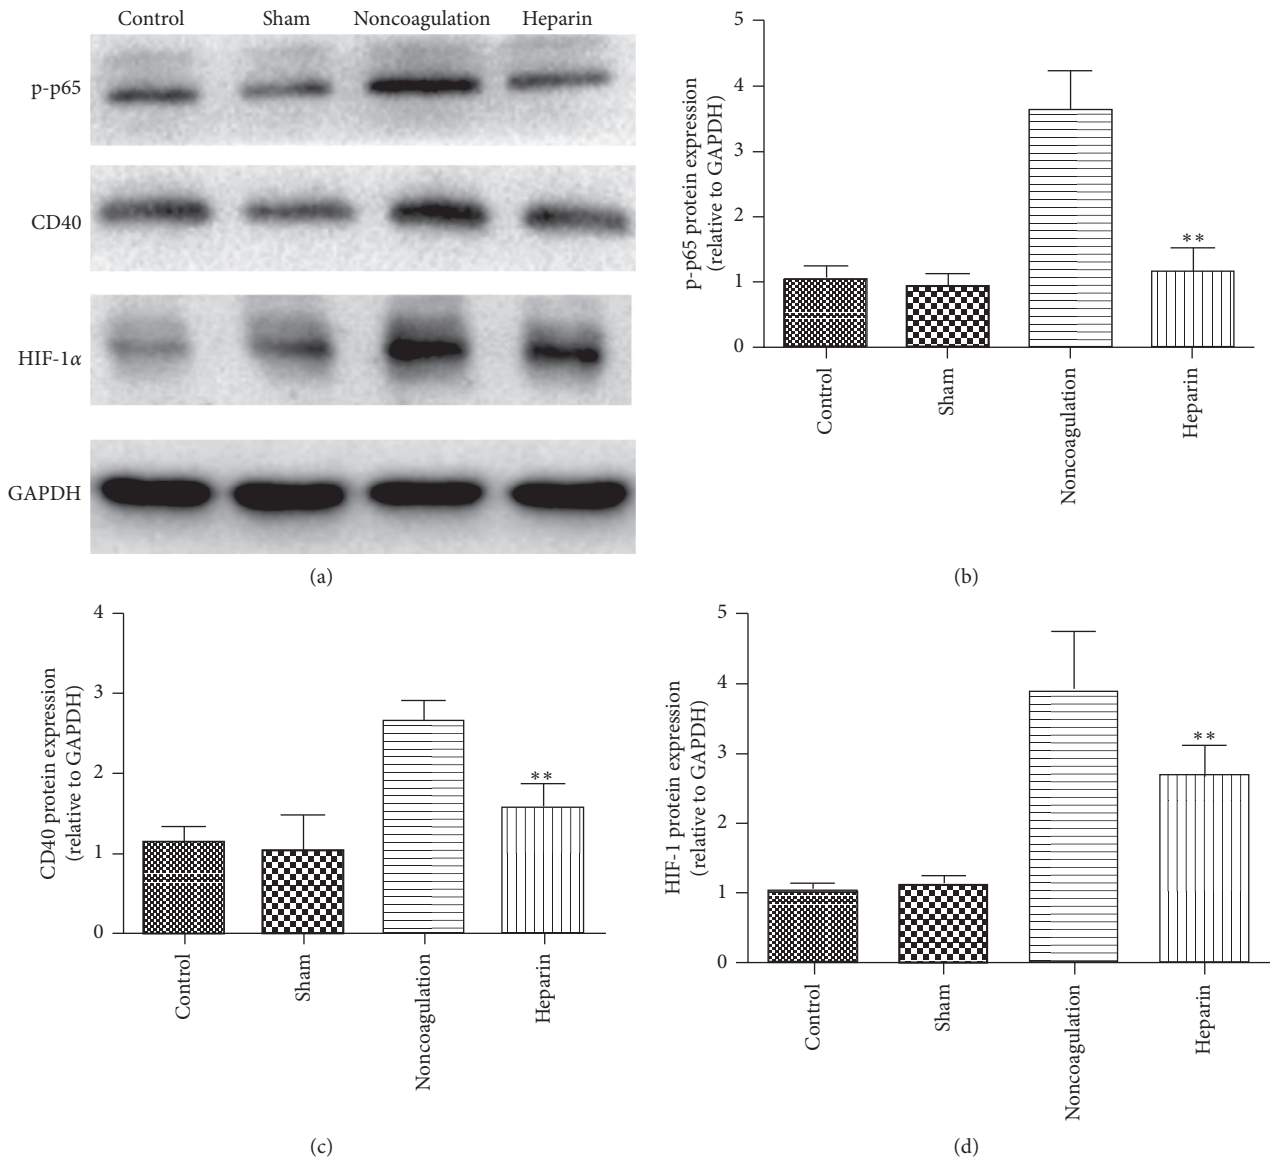 Control Sham Noncoagulation Heparin
p-p65
CD40
HIF-1α
GAPDH
(a)
5
4
3
2
1
0
p-p65 protein expression
(relative to GAPDH)
**
Control
Sham
Noncoagulation
Heparin
(b)
4
3
2
1
0
CD40 protein expression
(relative to GAPDH)
**
Control
Sham
Noncoagulation
Heparin
(c)
5
4
3
2
1
0
HIF-1 protein expression
(relative to GAPDH)
**
Control
Sham
Noncoagulation
Heparin
(d)